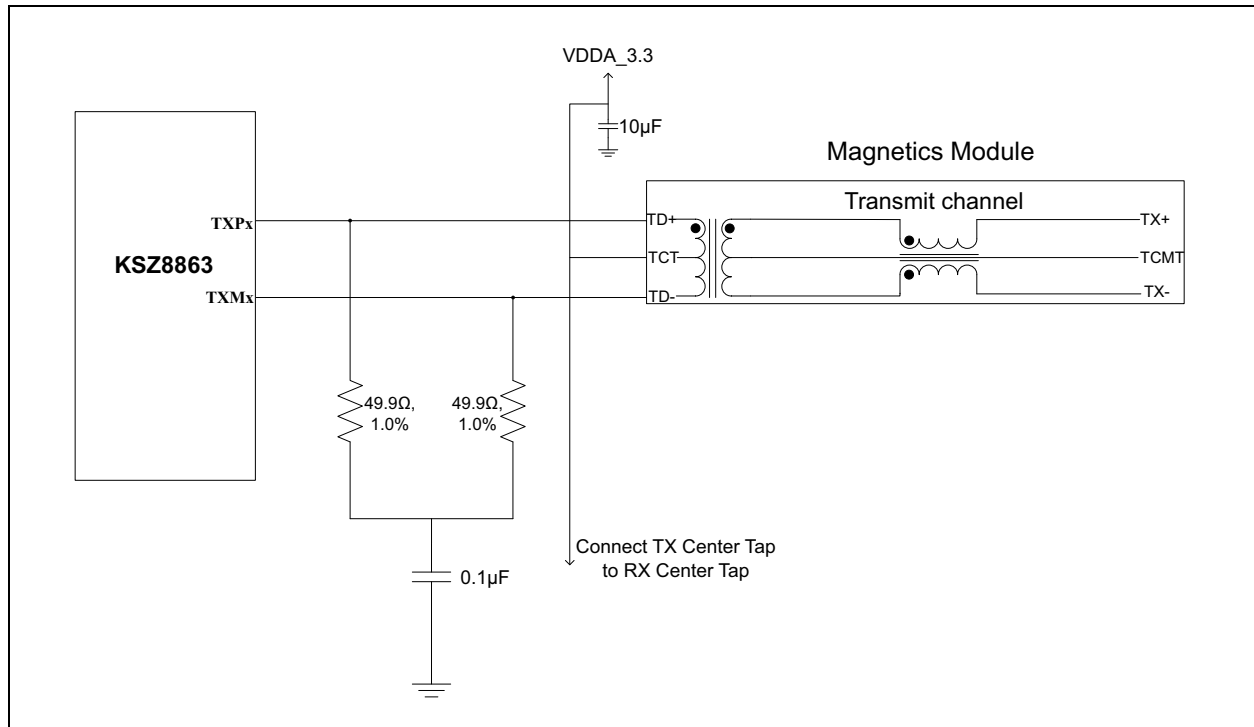 VDDA_3.3
10µF
Magnetics Module
Transmit channel
TXPx
TD+
TX+
KSZ8863
TCT
TCMT
TXMx
TD-
TX-
49.9Ω,
1.0%
49.9Ω,
1.0%
Connect TX Center Tap
to RX Center Tap
0.1µF